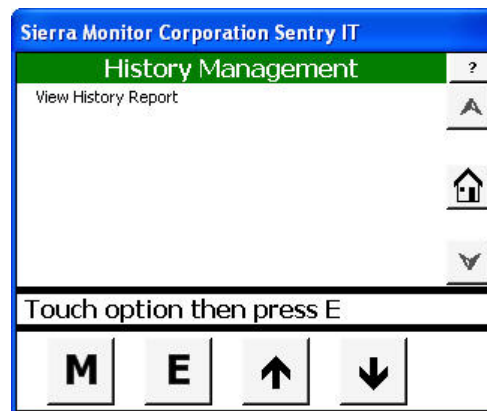 Sierra Monitor Corporation Sentry IT
History Management
?
View History Report
Touch option then press E
M E